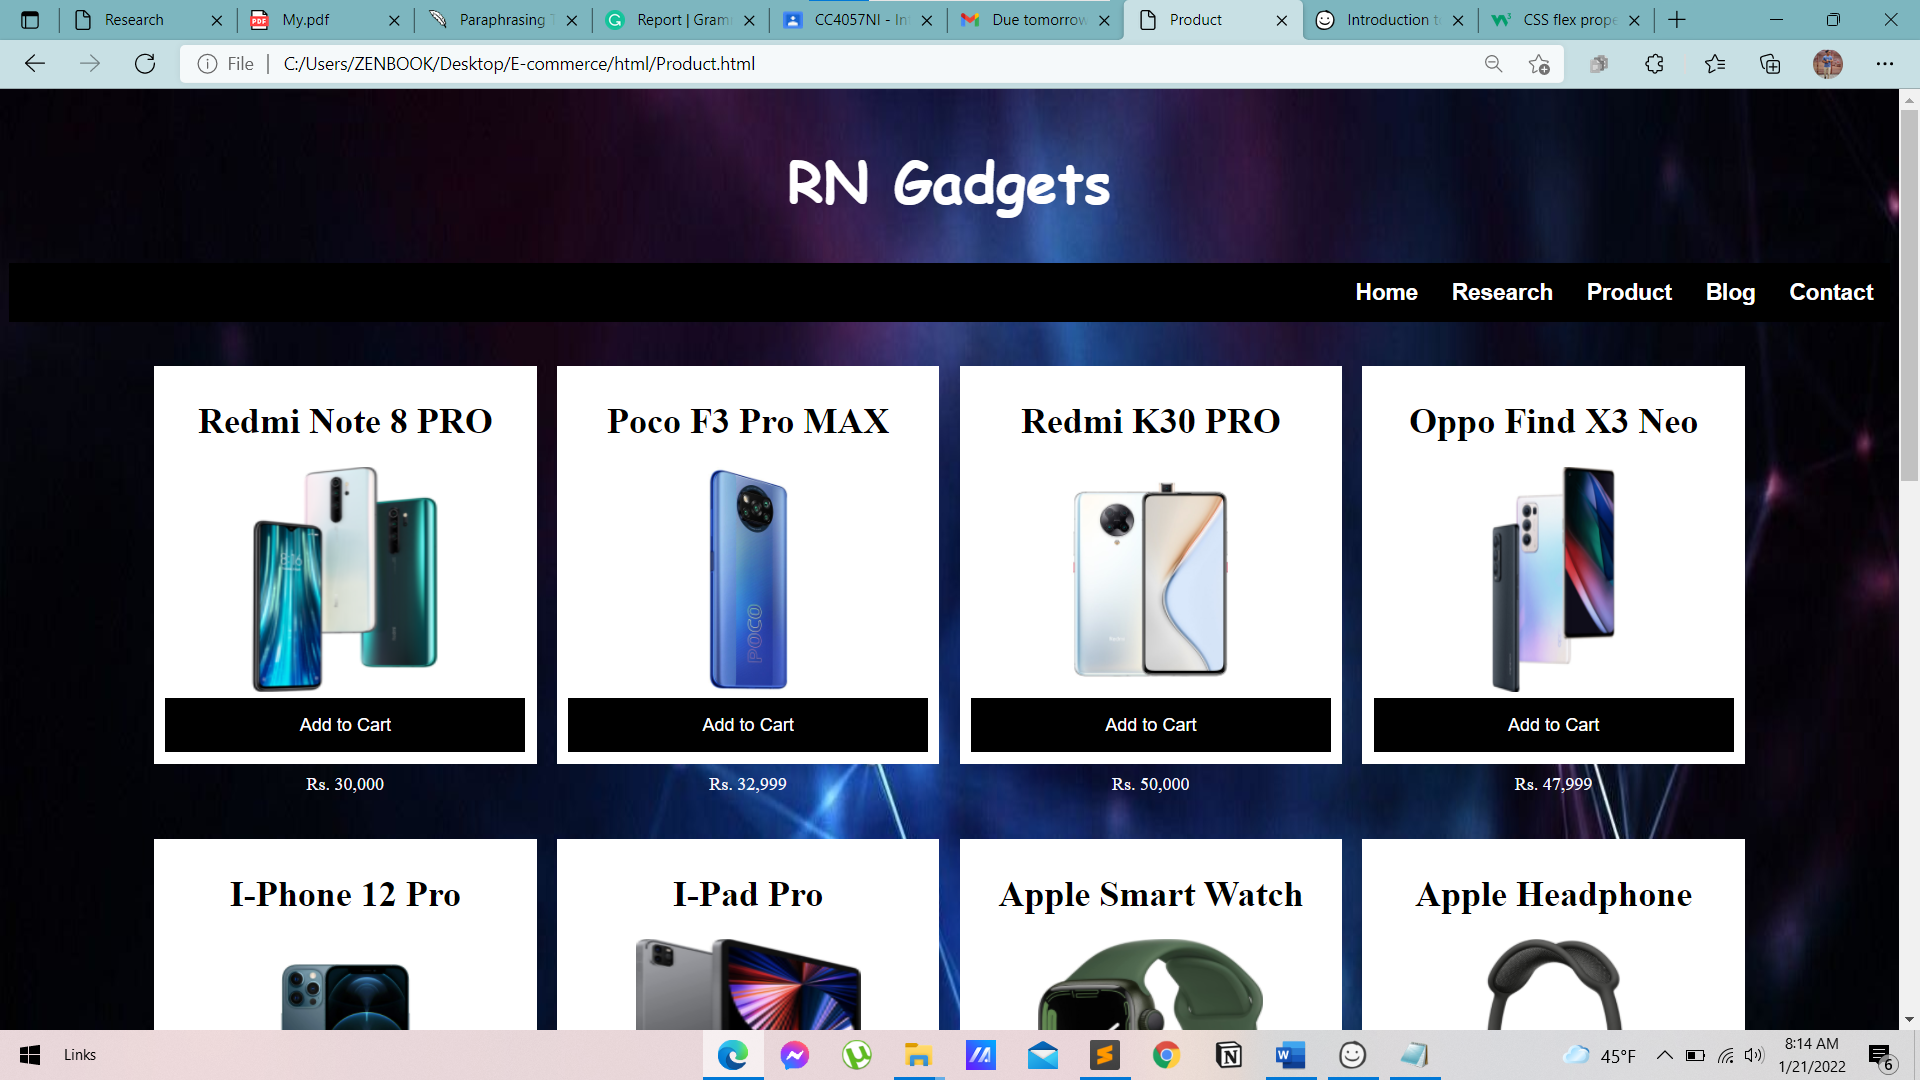 Research
My.pdf
Paraphrasing T
Report | Gram
CC4057NI - In
Due tomorrow
Product
Introduction t
CSS flex prope
File
C:/Users/ZENBOOK/Desktop/E-commerce/html/Product.html
RN Gadgets
Home Research Product Blog Contact
Redmi Note 8 PRO
Poco F3 Pro MAX
Redmi K30 PRO
Oppo Find X3 Neo
POCO
Add to Cart
Add to Cart
Add to Cart
Add to Cart
Rs. 30,000
Rs. 32,999
Rs. 50,000
Rs. 47,999
I-Phone 12 Pro
I-Pad Pro
Apple Smart Watch
Apple Headphone
Links
45°F
8:14 AM
1/21/2022
6